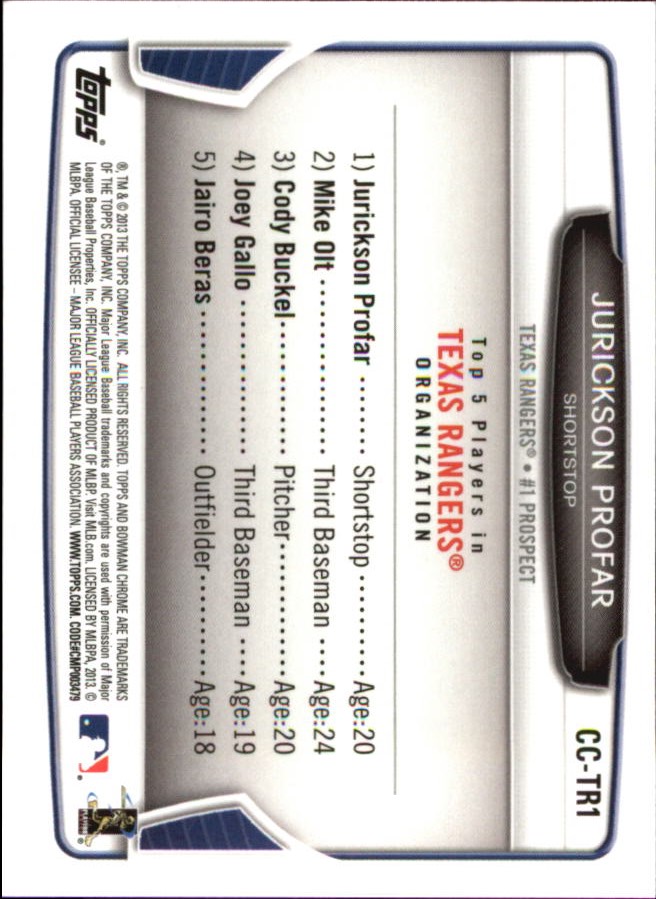 CC-TR1
JURICKSON PROFAR
SHORTSTOP
TEXAS RANGERS® • #1 PROSPECT
Top 5 Players in
TEXAS RANGERS®
ORGANIZATION
1) Jurickson Profar ........ Shortstop ..........Age:20
2) Mike Olt .................. Third Baseman ....Age:24
3) Cody Buckel............... Pitcher...............Age:20
4) Joey Gallo ................ Third Baseman ....Age:19
5) Jairo Beras ............... Outfielder...........Age:18
topps®
®, TM & © 2013 THE TOPPS COMPANY, INC. ALL RIGHTS RESERVED. TOPPS AND BOWMAN CHROME ARE TRADEMARKS
OF THE TOPPS COMPANY, INC. Major League Baseball trademarks and copyrights are used with permission of Major
League Baseball Properties, Inc. OFFICIALLY LICENSED PRODUCT OF MLBP. Visit MLB.com. LICENSED BY MLBPA, 2013. ©
MLBPA. OFFICIAL LICENSEE – MAJOR LEAGUE BASEBALL PLAYERS ASSOCIATION. WWW.TOPPS.COM. CODE#CMP003479